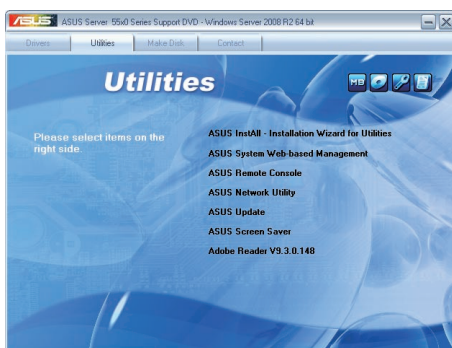 ASUS
ASUS Server 55x0 Series Support DVD - Windows Server 2008 R2 64 bit
Drivers
Utilities
Make Disk
Contact
Utilities
MB
Please select items on the
right side.
ASUS InstAll - Installation Wizard for Utilities
ASUS System Web-based Management
ASUS Remote Console
ASUS Network Utility
ASUS Update
ASUS Screen Saver
Adobe Reader V9.3.0.148